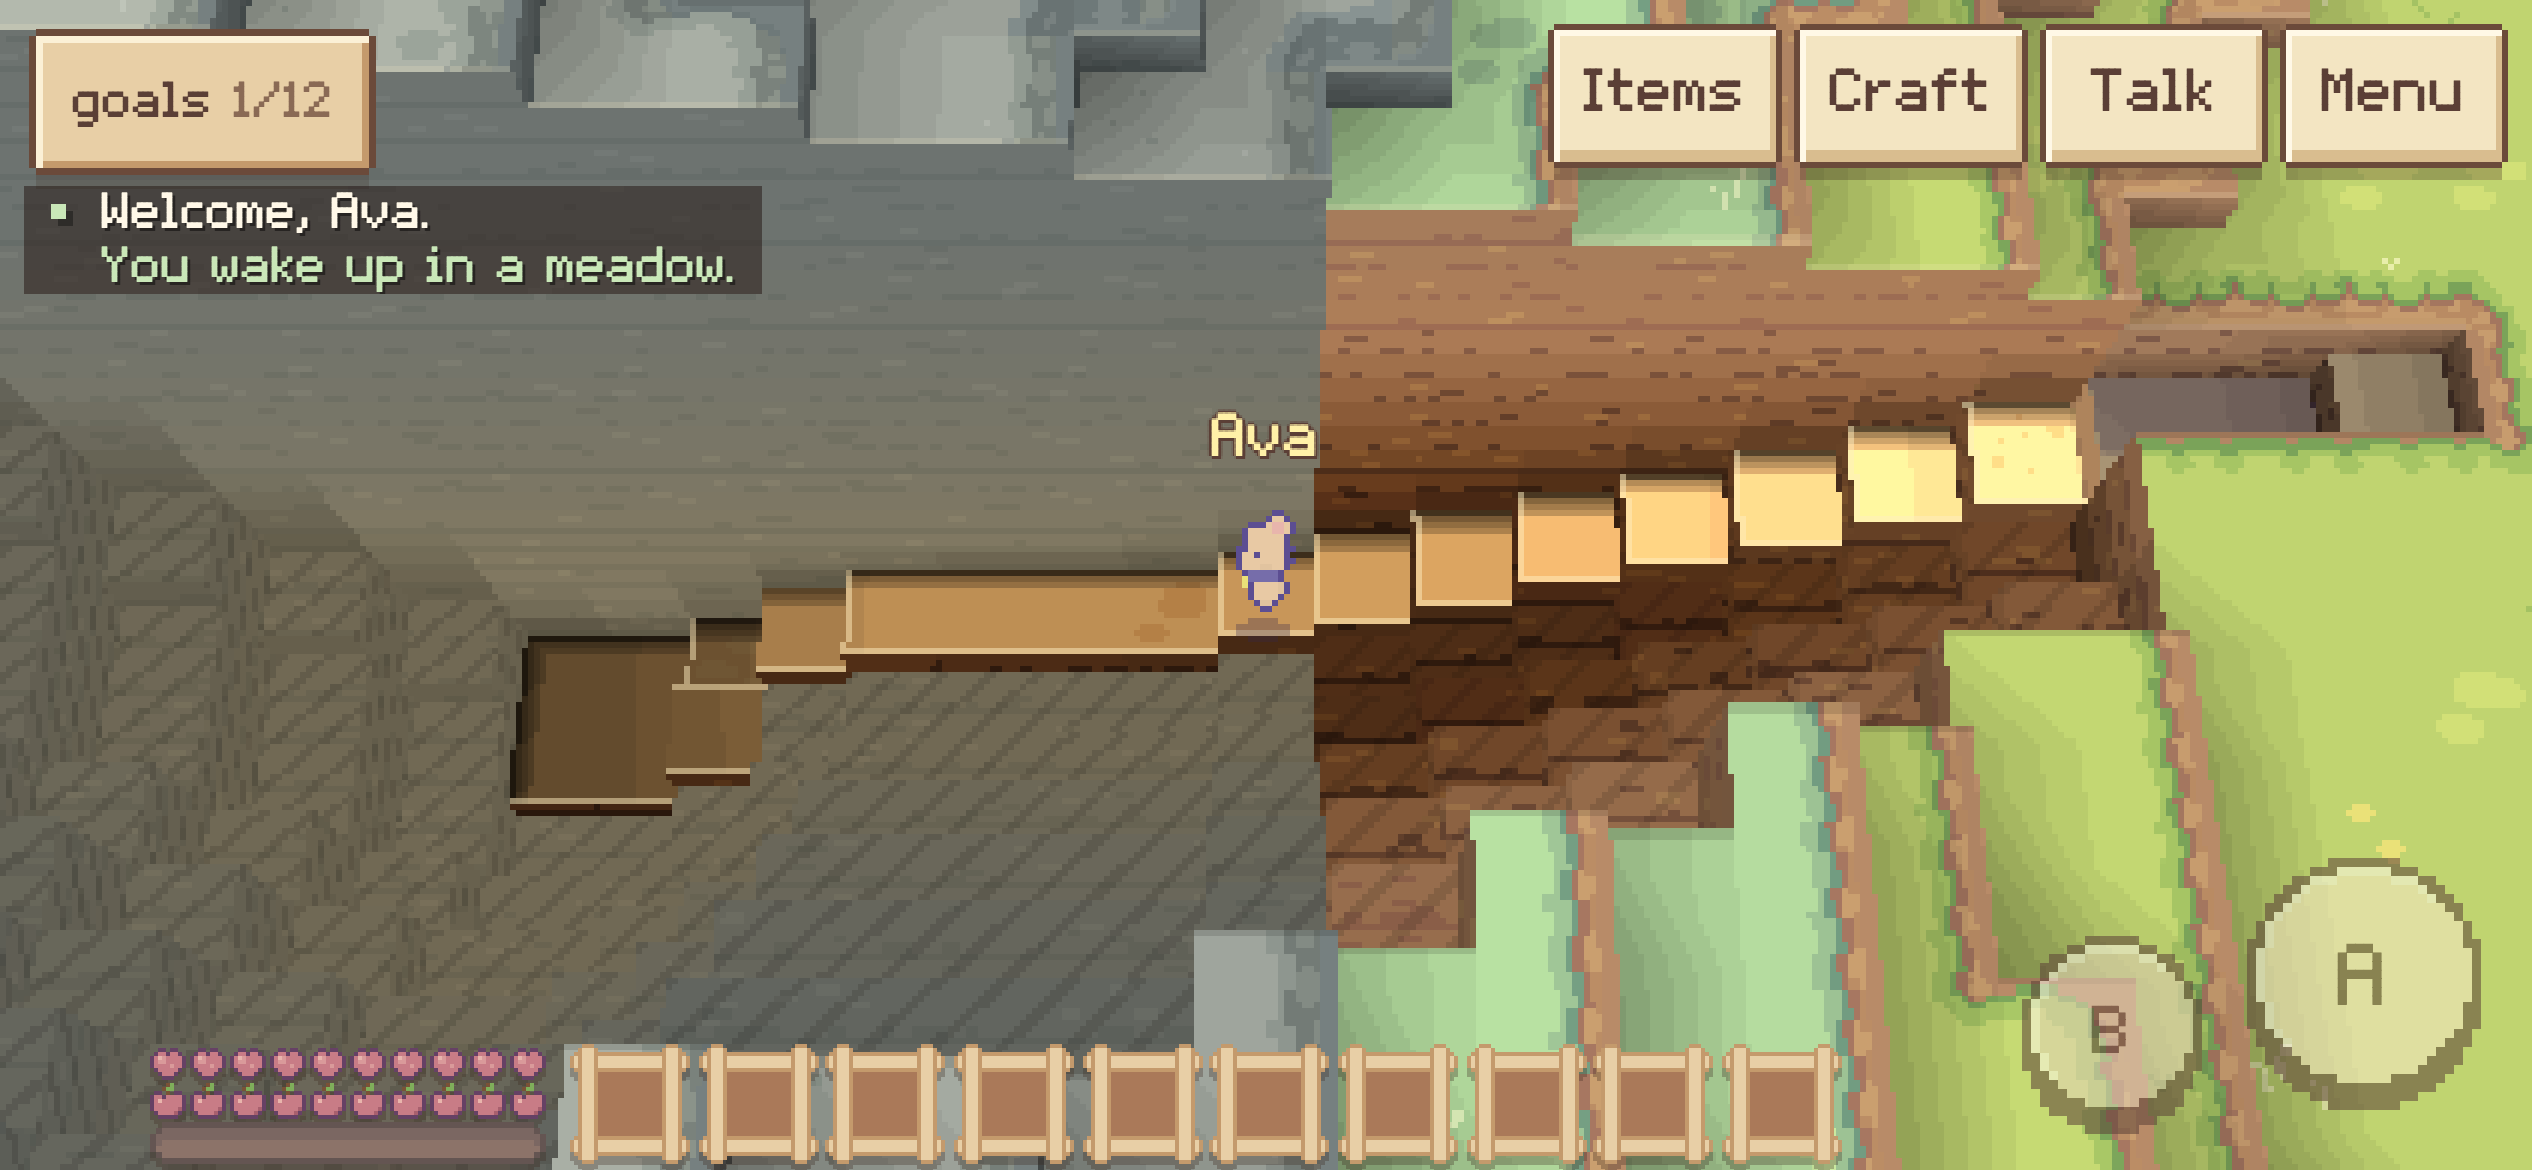 goals 1/12
Items
Craft
Talk
Menu
Welcome, Ava.
You wake up in a meadow.
Ava
A
B